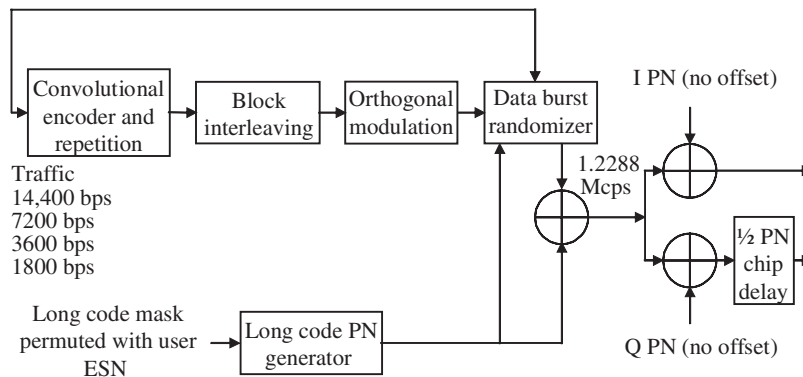 Convolutional
encoder and
repetition
Block
interleaving
Orthogonal
modulation
Data burst
randomizer
I PN (no offset)
Traffic
14,400 bps
7200 bps
3600 bps
1800 bps
1.2288
Mcps
½ PN
chip
delay
Long code mask
permuted with user
ESN
Long code PN
generator
Q PN (no offset)